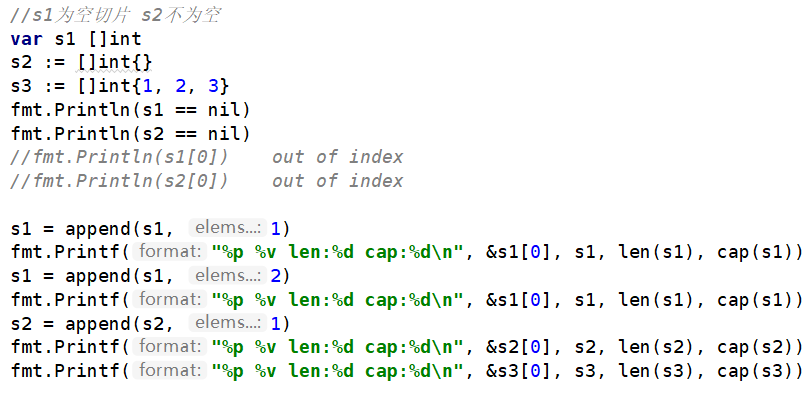 //s1为空切片 s2不为空
var s1 []int
s2 := []int{}
s3 := []int{1, 2, 3}
fmt.Println(s1 == nil)
fmt.Println(s2 == nil)
//fmt.Println(s1[0])    out of index
//fmt.Println(s2[0])    out of index

s1 = append(s1, elems...: 1)
fmt.Printf( format: "%p %v len:%d cap:%d\n", &s1[0], s1, len(s1), cap(s1))
s1 = append(s1, elems...: 2)
fmt.Printf( format: "%p %v len:%d cap:%d\n", &s1[0], s1, len(s1), cap(s1))
s2 = append(s2, elems...: 1)
fmt.Printf( format: "%p %v len:%d cap:%d\n", &s2[0], s2, len(s2), cap(s2))
fmt.Printf( format: "%p %v len:%d cap:%d\n", &s3[0], s3, len(s3), cap(s3))